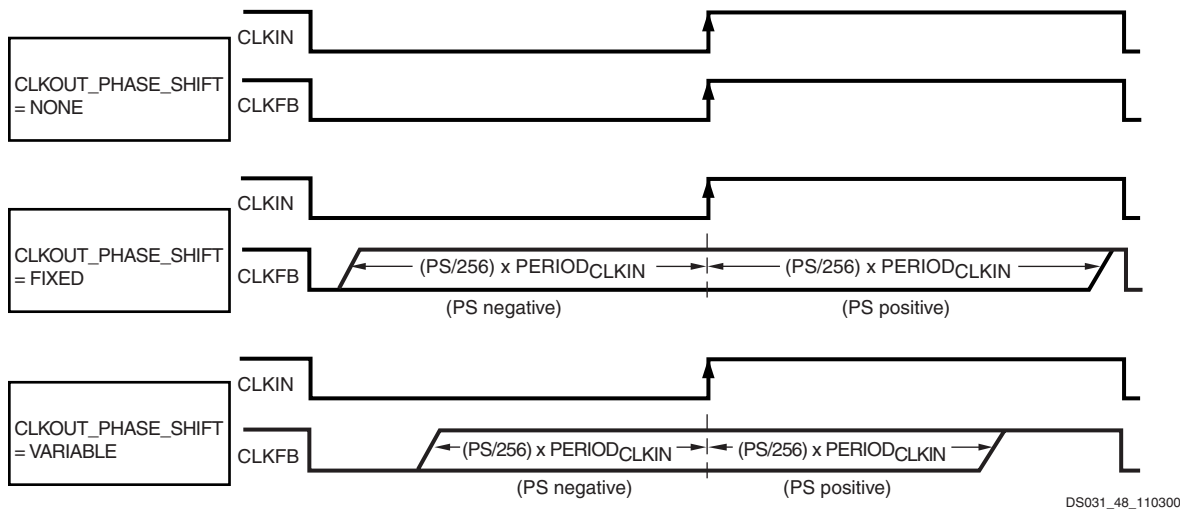 CLKIN
CLKOUT_PHASE_SHIFT
= NONE
CLKFB
CLKIN
CLKOUT_PHASE_SHIFT
= FIXED
CLKFB
(PS/256) x PERIODCLKIN
(PS/256) x PERIODCLKIN
(PS negative)
(PS positive)
CLKIN
CLKOUT_PHASE_SHIFT
= VARIABLE
CLKFB
(PS/256) x PERIODCLKIN
(PS/256) x PERIODCLKIN
(PS negative)
(PS positive)
DS031_48_110300